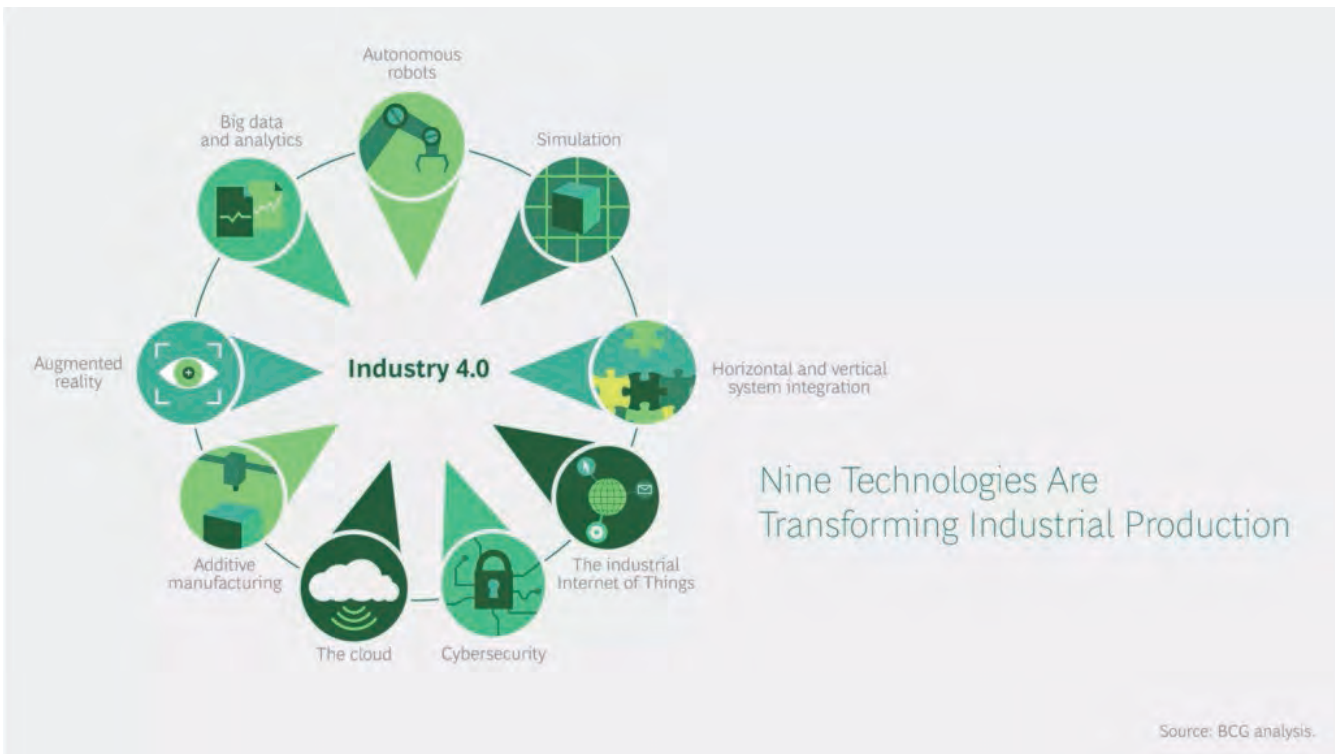 Autonomous
robots
Big data
and analytics
Simulation
Augmented
reality
Industry 4.0
Horizontal and vertical
system integration
Nine Technologies Are
Transforming Industrial Production
Additive
manufacturing
The industrial
Internet of Things
The cloud
Cybersecurity
Source: BCG analysis.